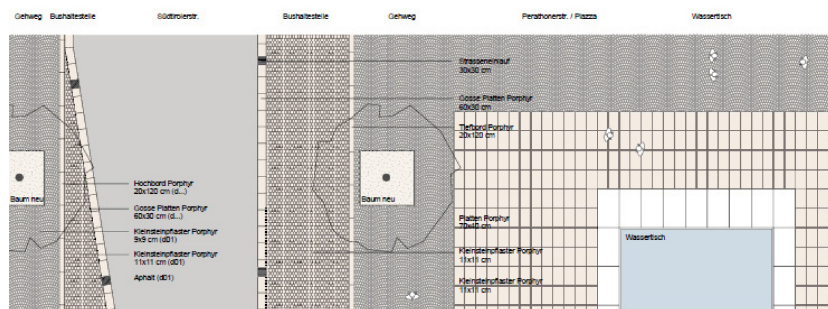 Gehweg Bushaltestelle Südtirolerstr. Bushaltestelle Gehweg Perathonerstr. / Piazza Wassertisch
Strasseneinlauf
30x30 cm
Gosse Platten Porphyr
60x30 cm
Tiefbord Porphyr
20x120 cm
Hochbord Porphyr
20x120 cm (d...)
Baum neu
Baum neu
Gosse Platten Porphyr
60x30 cm (d...)
Platten Porphyr
70x40 cm
Kleinsteinpflaster Porphyr
9x9 cm (d01)
Wassertisch
Kleinsteinpflaster Porphyr
11x11 cm (d01)
Kleinsteinpflaster Porphyr
11x11 cm
Aphalt (d01)
Kleinsteinpflaster Porphyr
11x11 cm